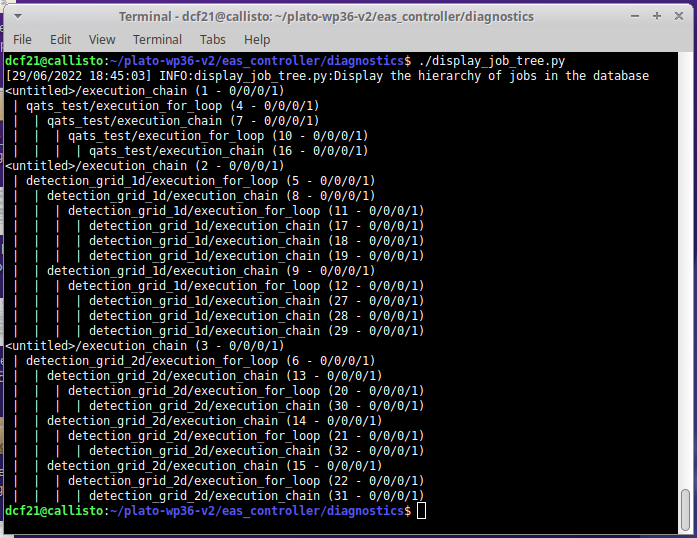 Terminal - dcf21@callisto: ~/plato-wp36-v2/eas_controller/diagnostics
File Edit View Terminal Tabs Help
dcf21@callisto:~/plato-wp36-v2/eas_controller/diagnostics$ ./display_job_tree.py
[29/06/2022 18:45:03] INFO:display_job_tree.py:Display the hierarchy of jobs in the database
<untitled>/execution_chain (1 - 0/0/0/1)
| qats_test/execution_for_loop (4 - 0/0/0/1)
| | qats_test/execution_chain (7 - 0/0/0/1)
| | | qats_test/execution_for_loop (10 - 0/0/0/1)
| | | | qats_test/execution_chain (16 - 0/0/0/1)
<untitled>/execution_chain (2 - 0/0/0/1)
| detection_grid_1d/execution_for_loop (5 - 0/0/0/1)
| | detection_grid_1d/execution_chain (8 - 0/0/0/1)
| | | detection_grid_1d/execution_for_loop (11 - 0/0/0/1)
| | | | detection_grid_1d/execution_chain (17 - 0/0/0/1)
| | | | detection_grid_1d/execution_chain (18 - 0/0/0/1)
| | | | detection_grid_1d/execution_chain (19 - 0/0/0/1)
| | detection_grid_1d/execution_chain (9 - 0/0/0/1)
| | | detection_grid_1d/execution_for_loop (12 - 0/0/0/1)
| | | | detection_grid_1d/execution_chain (27 - 0/0/0/1)
| | | | detection_grid_1d/execution_chain (28 - 0/0/0/1)
| | | | detection_grid_1d/execution_chain (29 - 0/0/0/1)
<untitled>/execution_chain (3 - 0/0/0/1)
| detection_grid_2d/execution_for_loop (6 - 0/0/0/1)
| | detection_grid_2d/execution_chain (13 - 0/0/0/1)
| | | detection_grid_2d/execution_for_loop (20 - 0/0/0/1)
| | | | detection_grid_2d/execution_chain (30 - 0/0/0/1)
| | detection_grid_2d/execution_chain (14 - 0/0/0/1)
| | | detection_grid_2d/execution_for_loop (21 - 0/0/0/1)
| | | | detection_grid_2d/execution_chain (32 - 0/0/0/1)
| | detection_grid_2d/execution_chain (15 - 0/0/0/1)
| | | detection_grid_2d/execution_for_loop (22 - 0/0/0/1)
| | | | detection_grid_2d/execution_chain (31 - 0/0/0/1)
dcf21@callisto:~/plato-wp36-v2/eas_controller/diagnostics$